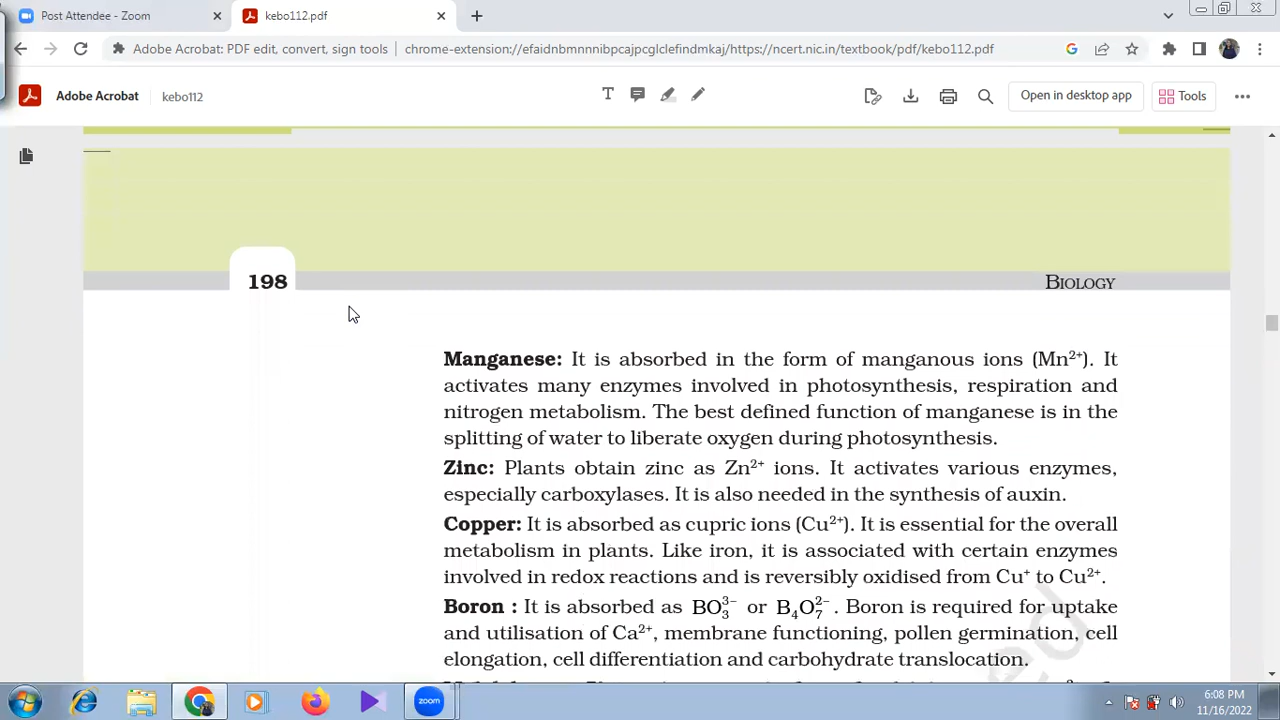 Post Attendee - Zoom
kebo112.pdf
Adobe Acrobat: PDF edit, convert, sign tools | chrome-extension://efaidnbmnnnibpcajpcglclefindmkaj/https://ncert.nic.in/textbook/pdf/kebo112.pdf
Adobe Acrobat kebo112
Open in desktop app
Tools
198
BIOLOGY
Manganese: It is absorbed in the form of manganous ions (Mn²⁺). It
activates many enzymes involved in photosynthesis, respiration and
nitrogen metabolism. The best defined function of manganese is in the
splitting of water to liberate oxygen during photosynthesis.
Zinc: Plants obtain zinc as Zn²⁺ ions. It activates various enzymes,
especially carboxylases. It is also needed in the synthesis of auxin.
Copper: It is absorbed as cupric ions (Cu²⁺). It is essential for the overall
metabolism in plants. Like iron, it is associated with certain enzymes
involved in redox reactions and is reversibly oxidised from Cu⁺ to Cu²⁺.
Boron : It is absorbed as BO₃³⁻ or B₄O₇²⁻ . Boron is required for uptake
and utilisation of Ca²⁺, membrane functioning, pollen germination, cell
elongation, cell differentiation and carbohydrate translocation.
zoom
6:08 PM
11/16/2022